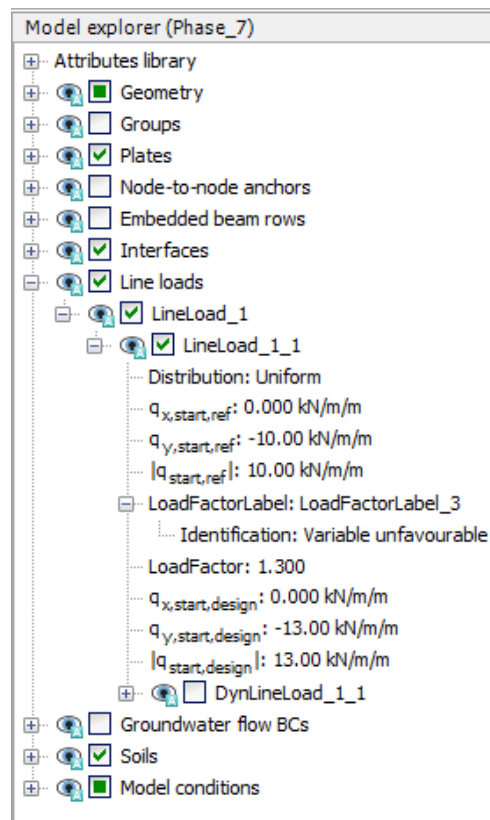 Model explorer (Phase_7)
Attributes library
Geometry
Groups
Plates
Node-to-node anchors
Embedded beam rows
Interfaces
Line loads
LineLoad_1
LineLoad_1_1
Distribution: Uniform
qx,start,ref: 0.000 kN/m/m
qy,start,ref: -10.00 kN/m/m
|qstart,ref|: 10.00 kN/m/m
LoadFactorLabel: LoadFactorLabel_3
Identification: Variable unfavourable
LoadFactor: 1.300
qx,start,design: 0.000 kN/m/m
qy,start,design: -13.00 kN/m/m
|qstart,design|: 13.00 kN/m/m
DynLineLoad_1_1
Groundwater flow BCs
Soils
Model conditions